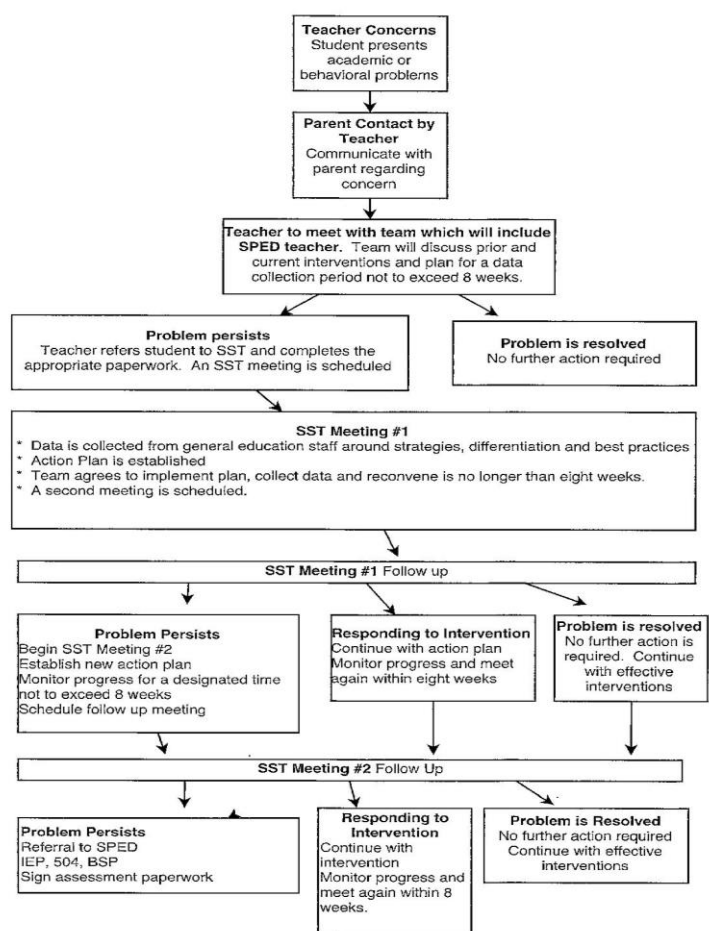 Teacher Concerns
Student presents
academic or
behavioral problems
Parent Contact by
Teacher
Communicate with
parent regarding
concern
Teacher to meet with team which will include
SPED teacher. Team will discuss prior and
current interventions and plan for a data
collection period not to exceed 8 weeks.
Problem persists
Teacher refers student to SST and completes the
appropriate paperwork. An SST meeting is scheduled
Problem is resolved
No further action required
SST Meeting #1
* Data is collected from general education staff around strategies, differentiation and best practices
* Action Plan is established
* Team agrees to implement plan, collect data and reconvene is no longer than eight weeks.
* A second meeting is scheduled.
SST Meeting #1 Follow up
Problem Persists
Begin SST Meeting #2
Establish new action plan
Monitor progress for a designated time
not to exceed 8 weeks
Schedule follow up meeting
Responding to Intervention
Continue with action plan
Monitor progress and meet
again within eight weeks
Problem is resolved
No further action is
required. Continue
with effective
interventions
SST Meeting #2 Follow Up
Problem Persists
Referral to SPED
IEP, 504, BSP
Sign assessment paperwork
Responding to
Intervention
Continue with
intervention
Monitor progress and
meet again within 8
weeks.
Problem is Resolved
No further action required
Continue with effective
interventions